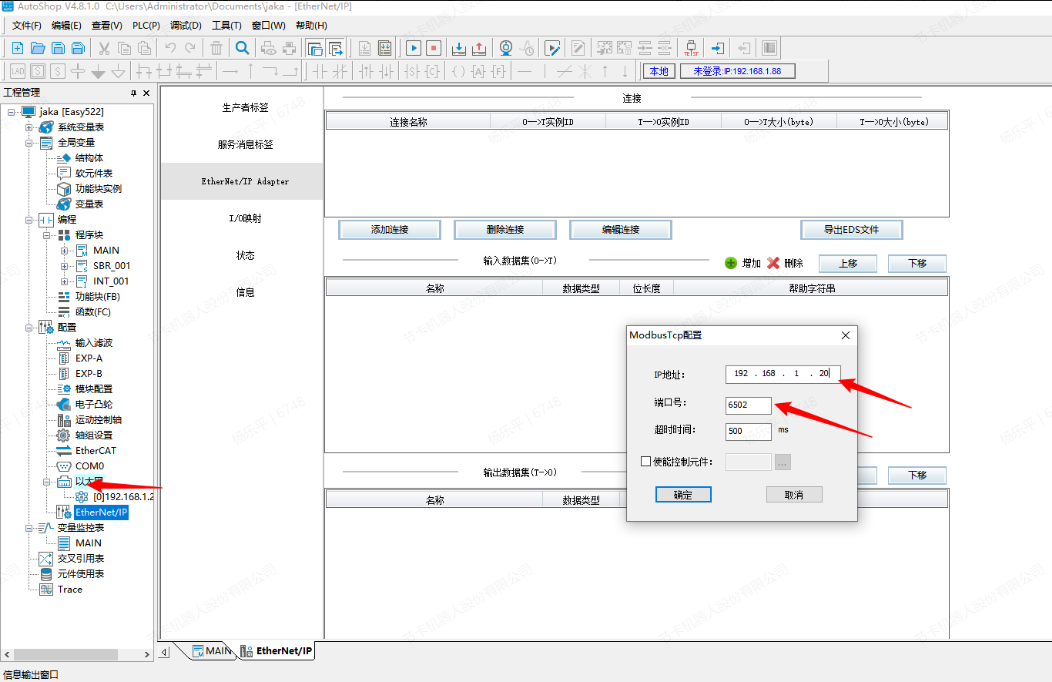 AutoShop V4.8.1.0 C:\Users\Administrator\Documents\jaka - [EtherNet/IP]
文件(F) 编辑(E) 查看(V) PLC(P) 调试(D) 工具(T) 窗口(W) 帮助(H)
本地 未登录:IP:192.168.1.88
工程管理
jaka [Easy522]
系统变量表
全局变量
结构体
软元件表
功能块实例
变量表
编程
程序块
MAIN
SBR_001
INT_001
功能块(FB)
函数(FC)
配置
输入滤波
EXP-A
EXP-B
模块配置
电子凸轮
运动控制轴
轴组设置
EtherCAT
COM0
以太网
[0]192.168.1.2
EtherNet/IP
变量监控表
MAIN
交叉引用表
元件使用表
Trace
生产者标签
服务消息标签
EtherNet/IP Adapter
I/O映射
状态
信息
连接
连接名称 O-->T实例ID T-->O实例ID O-->T大小(byte) T-->O大小(byte)
添加连接 删除连接 编辑连接 导出EDS文件
输入数据集(O->T) 增加 删除 上移 下移
名称 数据类型 位长度 帮助字符串
ModbusTcp配置
IP地址: 192 . 168 . 1 . 20
端口号: 6502
超时时间: 500 ms
使能控制元件: ...
确定 取消
输出数据集(T->O) 下移
名称 数据类型
MAIN EtherNet/IP
信息输出窗口
节卡机器人股份有限公司
杨乐平 | 6748